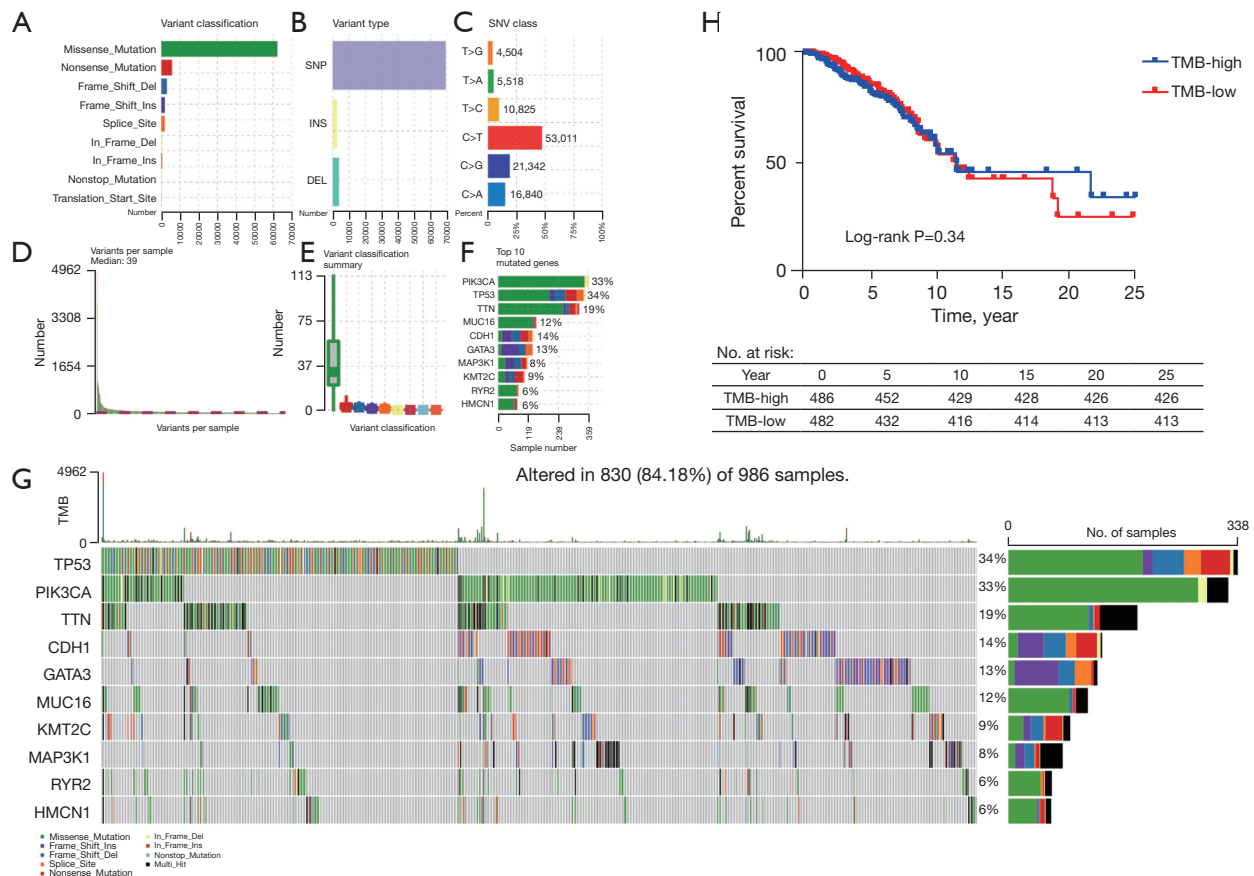 A
Variant classification
Missense_Mutation
Nonsense_Mutation
Frame_Shift_Del
Frame_Shift_Ins
Splice_Site
In_Frame_Del
In_Frame_Ins
Nonstop_Mutation
Translation_Start_Site
Number
0
10000
20000
30000
40000
50000
60000
70000
B
Variant type
SNP
INS
DEL
Number
0
10000
20000
30000
40000
50000
60000
70000
C
SNV class
T>G 4,504
T>A 5,518
T>C 10,825
C>T 53,011
C>G 21,342
C>A 16,840
Percent
0
25%
50%
75%
100%
D
Variants per sample
Median: 39
4962
3308
1654
0
Number
Variants per sample
E
Variant classification
summary
113
75
37
0
Number
Variant classification
F
Top 10
mutated genes
PIK3CA 33%
TP53 34%
TTN 19%
MUC16 12%
CDH1 14%
GATA3 13%
MAP3K1 8%
KMT2C 9%
RYR2 6%
HMCN1 6%
0
119
239
359
Sample number
H
100
50
0
Percent survival
TMB-high
TMB-low
Log-rank P=0.34
0 5 10 15 20 25
Time, year
No. at risk:
Year 0 5 10 15 20 25
TMB-high 486 452 429 428 426 426
TMB-low 482 432 416 414 413 413
G
Altered in 830 (84.18%) of 986 samples.
4962
0
TMB
0 338
No. of samples
TP53 34%
PIK3CA 33%
TTN 19%
CDH1 14%
GATA3 13%
MUC16 12%
KMT2C 9%
MAP3K1 8%
RYR2 6%
HMCN1 6%
Missense_Mutation
Frame_Shift_Ins
Frame_Shift_Del
Splice_Site
Nonsense_Mutation
In_Frame_Del
In_Frame_Ins
Nonstop_Mutation
Multi_Hit